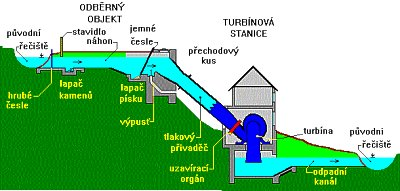 ODBĚRNÝ
OBJEKT
TURBÍNOVÁ
STANICE
původní
řečiště
stavidlo
náhon
jemné
česle
přechodový
kus
hrubé
česle
lapač
kamenů
lapač
písku
výpusť
tlakový
přivaděč
uzavírací
orgán
turbína
původní
řečiště
odpadní
kanál